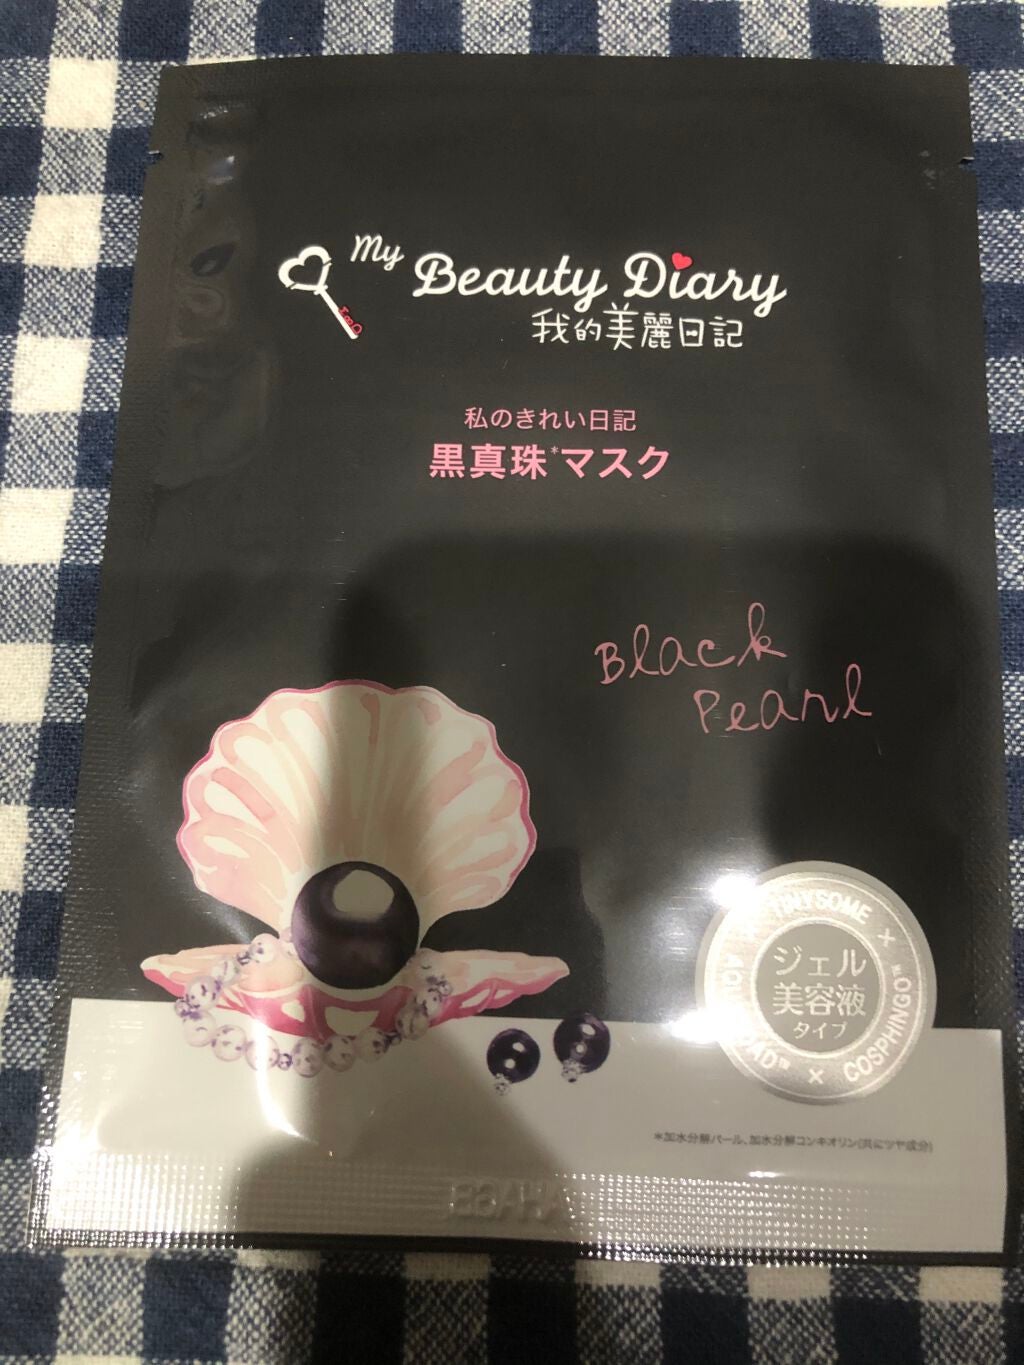 My Beauty Diary
我的美麗日記
私のきれい日記
黒真珠*マスク
Black
Pearl
TINYSOME × COSPHINGO™ ×
ジェル
美容液
タイプ
*加水分解パール、加水分解コンキオリン(共にツヤ成分)